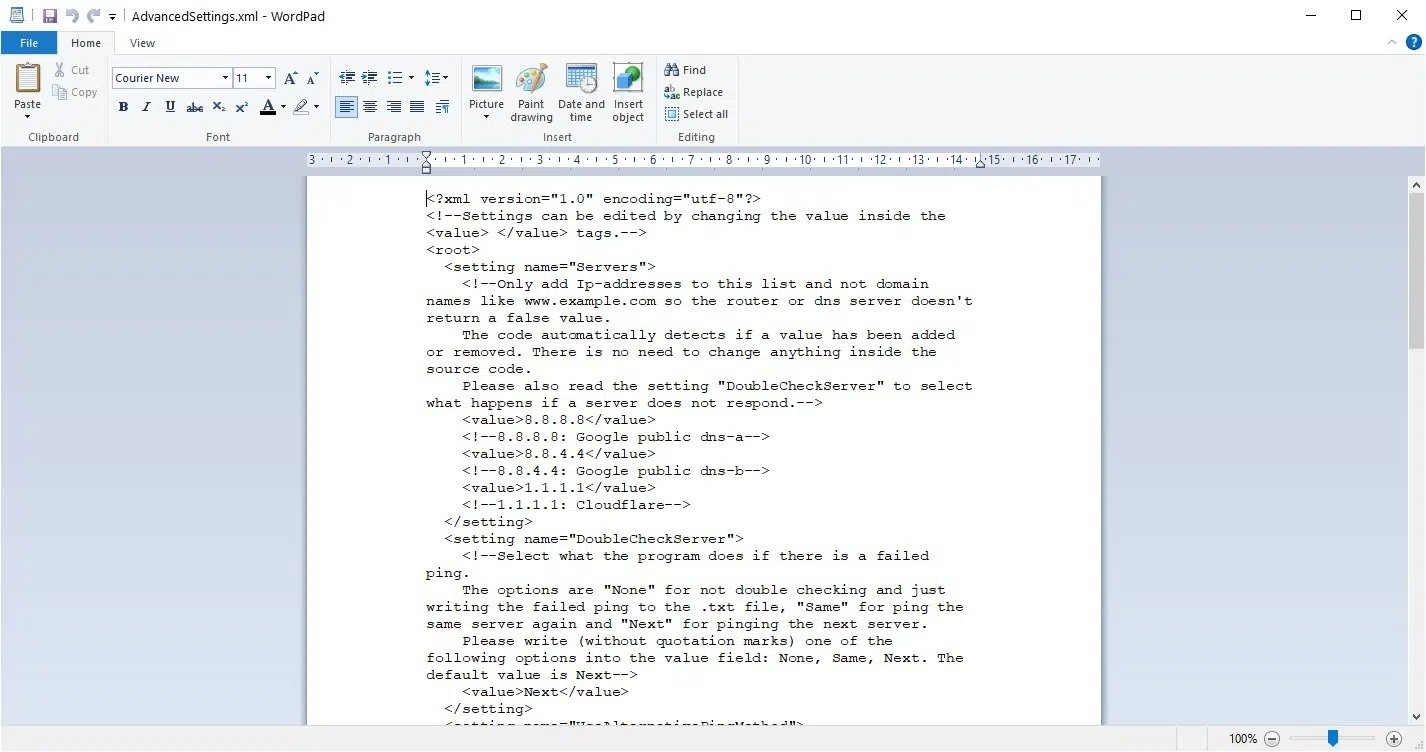 AdvancedSettings.xml - WordPad
File Home View
Paste
Cut
Copy
Clipboard
Courier New 11
B I U abc X₂ X² A
Font
Paragraph
Picture
Paint drawing
Date and time
Insert object
Insert
Find
Replace
Select all
Editing
3 2 1 1 2 3 4 5 6 7 8 9 10 11 12 13 14 15 16 17
<?xml version="1.0" encoding="utf-8"?>
<!--Settings can be edited by changing the value inside the
<value> </value> tags.-->
<root>
  <setting name="Servers">
    <!--Only add Ip-addresses to this list and not domain
names like www.example.com so the router or dns server doesn't
return a false value.
    The code automatically detects if a value has been added
or removed. There is no need to change anything inside the
source code.
    Please also read the setting "DoubleCheckServer" to select
what happens if a server does not respond.-->
    <value>8.8.8.8</value>
    <!--8.8.8.8: Google public dns-a-->
    <value>8.8.4.4</value>
    <!--8.8.4.4: Google public dns-b-->
    <value>1.1.1.1</value>
    <!--1.1.1.1: Cloudflare-->
  </setting>
  <setting name="DoubleCheckServer">
    <!--Select what the program does if there is a failed
ping.
    The options are "None" for not double checking and just
writing the failed ping to the .txt file, "Same" for ping the
same server again and "Next" for pinging the next server.
    Please write (without quotation marks) one of the
following options into the value field: None, Same, Next. The
default value is Next-->
    <value>Next</value>
  </setting>
  <setting name="UseAlternativePingMethod">
100%